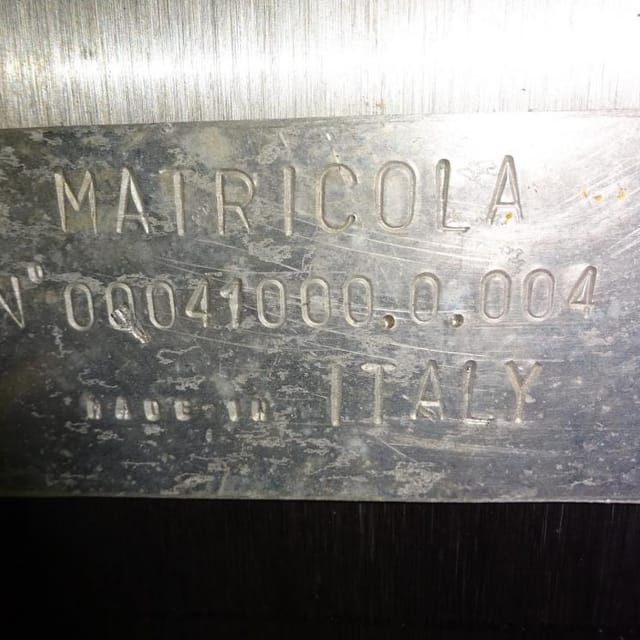 MATRICOLA
N° 00041000.0.004
MADE IN ITALY